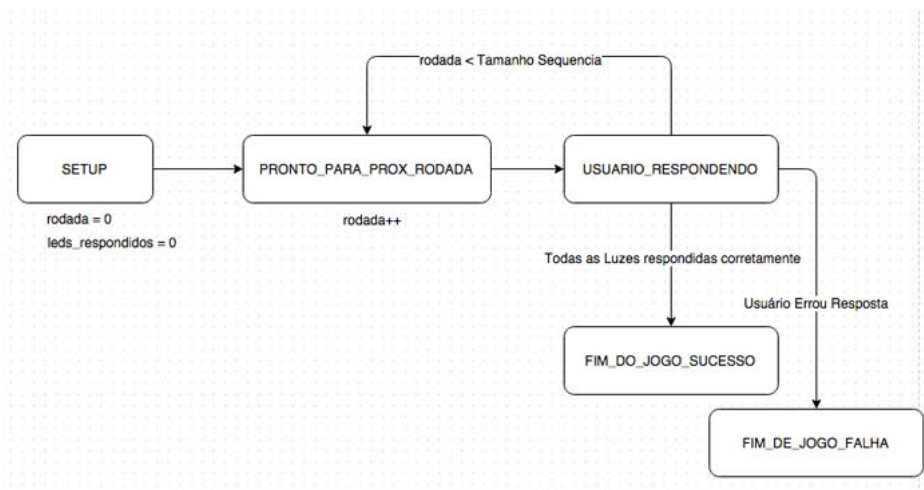 rodada < Tamanho Sequencia
SETUP
PRONTO_PARA_PROX_RODADA
USUARIO_RESPONDENDO
rodada = 0
leds_respondidos = 0
rodada++
Todas as Luzes respondidas corretamente
Usuário Errou Resposta
FIM_DO_JOGO_SUCESSO
FIM_DE_JOGO_FALHA